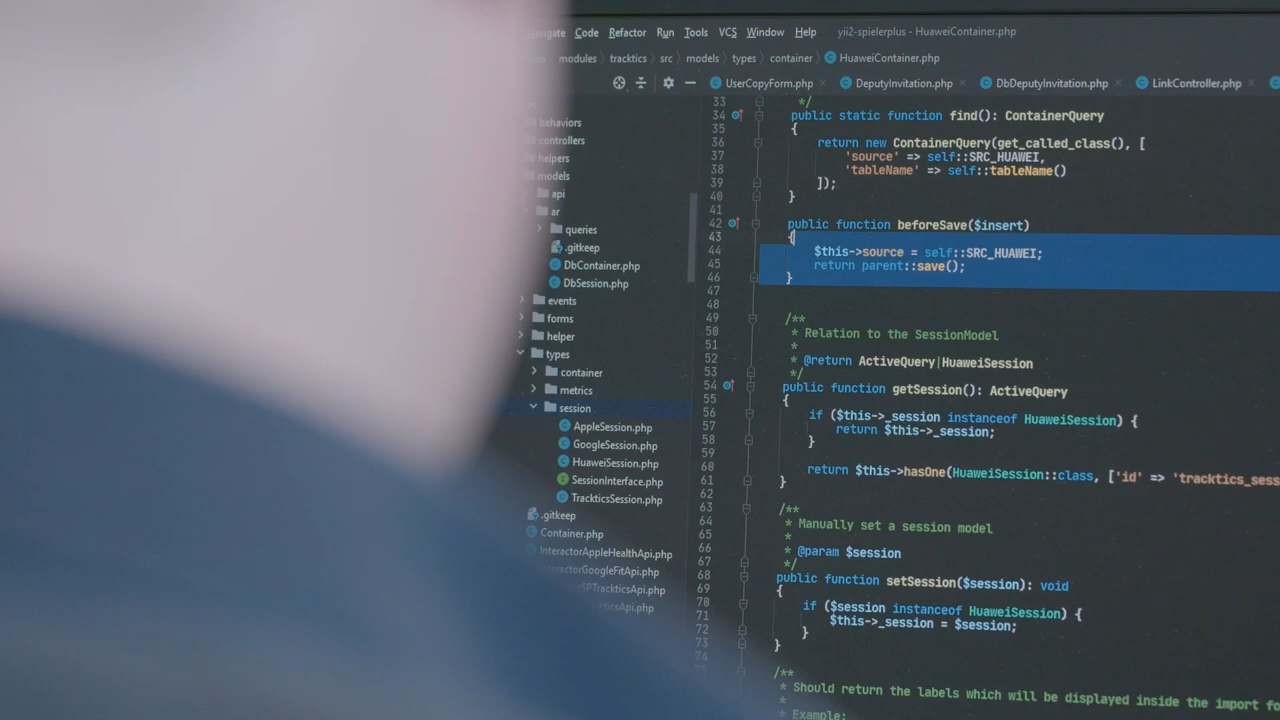 Code Refactor Run Tools VCS Window Help yii2-spielerplus - HuaweiContainer.php
modules tracktics src models types container HuaweiContainer.php
UserCopyForm.php DeputyInvitation.php DbDeputyInvitation.php LinkController.php
behaviors
controllers
helpers
models
api
ar
queries
.gitkeep
DbContainer.php
DbSession.php
events
forms
helper
types
container
metrics
session
AppleSession.php
GoogleSession.php
HuaweiSession.php
SessionInterface.php
TrackticsSession.php
.gitkeep
Container.php
InteractorAppleHealthApi.php
33 */
34 public static function find(): ContainerQuery
35 {
36 return new ContainerQuery(get_called_class(), [
37 'source' => self::SRC_HUAWEI,
38 'tableName' => self::tableName()
39 ]);
40 }
41
42 public function beforeSave($insert)
43 {
44 $this->source = self::SRC_HUAWEI;
45 return parent::save();
46 }
47
48
49 /**
50 * Relation to the SessionModel
51 *
52 * @return ActiveQuery|HuaweiSession
53 */
54 public function getSession(): ActiveQuery
55 {
56 if ($this->_session instanceof HuaweiSession) {
57 return $this->_session;
58 }
59
60 return $this->hasOne(HuaweiSession::class, ['id' => 'tracktics_sess
61 }
62
63 /**
64 * Manually set a session model
65 *
66 * @param $session
67 */
68 public function setSession($session): void
69 {
70 if ($session instanceof HuaweiSession) {
71 $this->_session = $session;
72 }
73 }
74
75 /**
* Should return the labels which will be displayed inside the import fo
* Example: